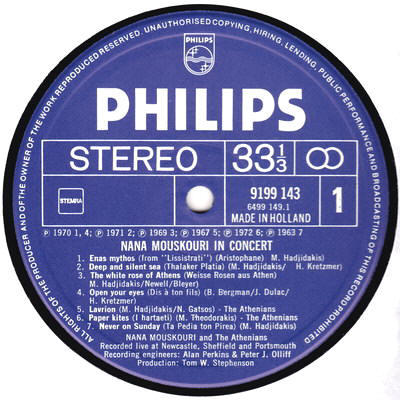 ALL RIGHTS OF THE PRODUCER AND OF THE OWNER OF THE WORK REPRODUCED RESERVED. UNAUTHORISED COPYING, HIRING, LENDING, PUBLIC PERFORMANCE AND BROADCASTING OF THIS RECORD PROHIBITED
PHILIPS
PHILIPS
STEREO 33 1/3
STEMRA
9199 143
6499 149.1
MADE IN HOLLAND
1
℗ 1970 1, 4; ℗ 1971 2; ℗ 1969 3; ℗ 1967 5; ℗ 1972 6; ℗ 1963 7
NANA MOUSKOURI IN CONCERT
1. Enas mythos (from "Lissistrati") (Aristophane) M. Hadjidakis)
2. Deep and silent sea (Thalaker Platia) (M. Hadjidakis/ H. Kretzmer)
3. The white rose of Athens (Weisse Rosen aus Athen)
M. Hadjidakis/Newell/Bleyer)
4. Open your eyes (Dis à ton fils) (B. Bergman/J. Dulac/
H. Kretzmer)
5. Lavrion (M. Hadjidakis/N. Gatsos) - The Athenians
6. Paper kites (I hartaeti) (M. Theodorakis) - The Athenians
7. Never on Sunday (Ta Pedia ton Pirea) (M. Hadjidakis)
NANA MOUSKOURI and The Athenians
Recorded live at Newcastle, Sheffield and Portsmouth
Recording engineers: Alan Perkins & Peter J. Olliff
Production: Tom W. Stephenson